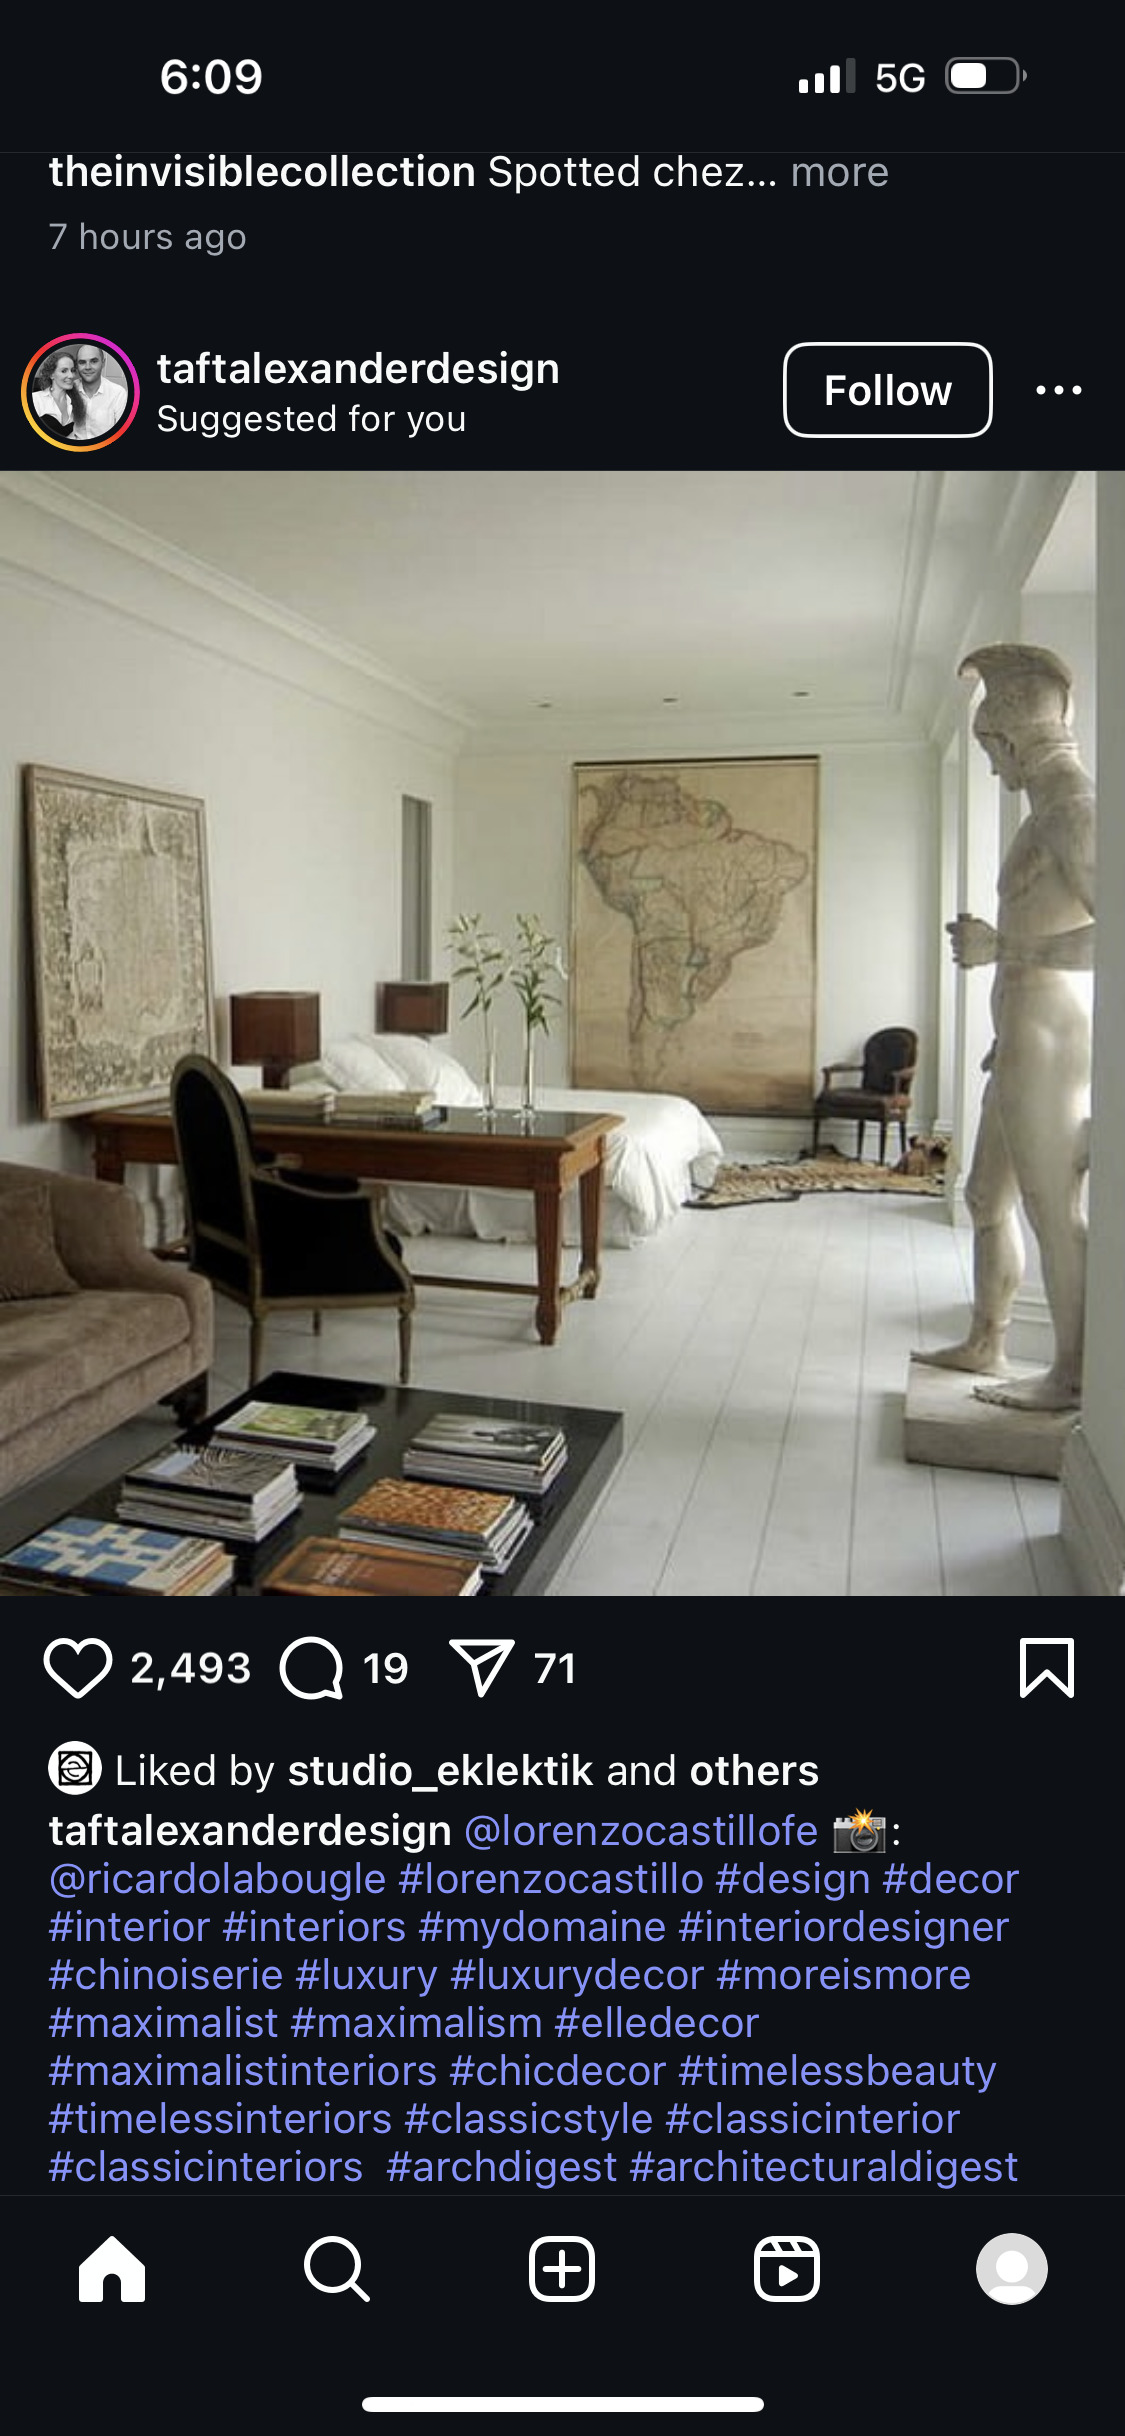 6:09 5G
theinvisiblecollection Spotted chez... more
7 hours ago
taftalexanderdesign
Suggested for you
Follow
2,493 19 71
Liked by studio_eklektik and others
taftalexanderdesign @lorenzocastillofe 📸:
@ricardolabougle #lorenzocastillo #design #decor
#interior #interiors #mydomaine #interiordesigner
#chinoiserie #luxury #luxurydecor #moreismore
#maximalist #maximalism #elledecor
#maximalistinteriors #chicdecor #timelessbeauty
#timelessinteriors #classicstyle #classicinterior
#classicinteriors #archdigest #architecturaldigest